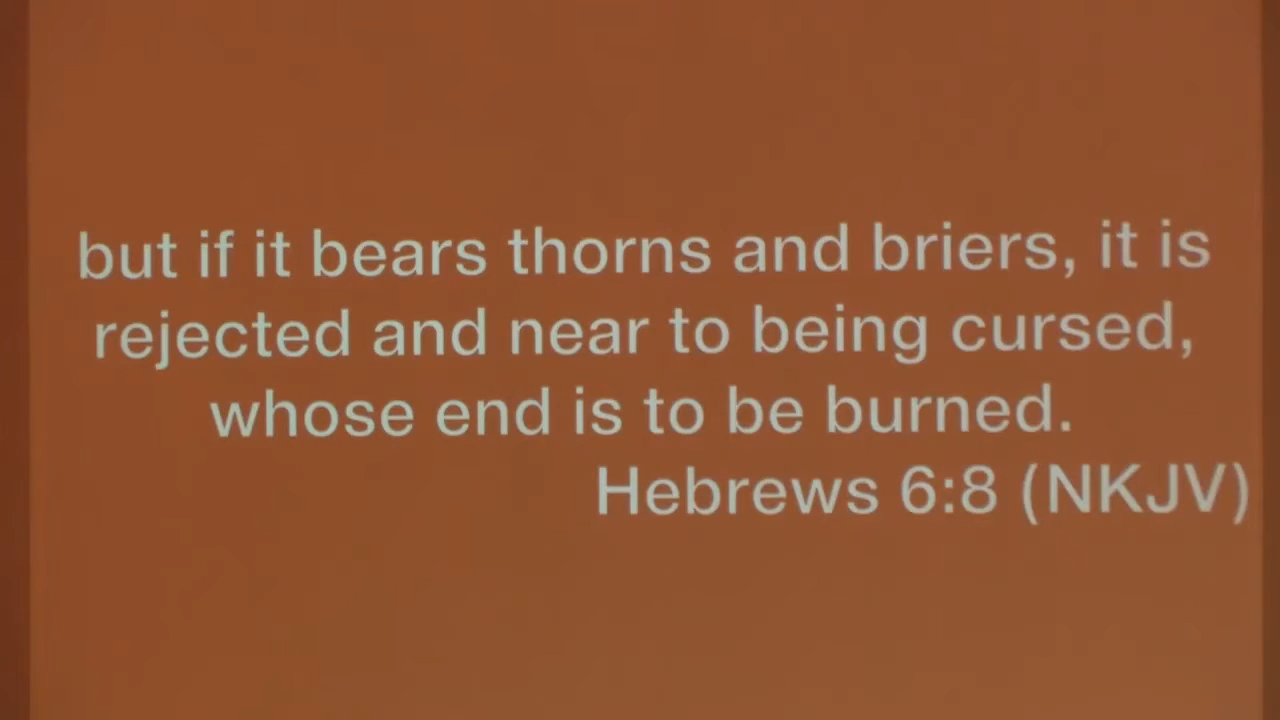 but if it bears thorns and briers, it is
rejected and near to being cursed,
whose end is to be burned.
Hebrews 6:8 (NKJV)